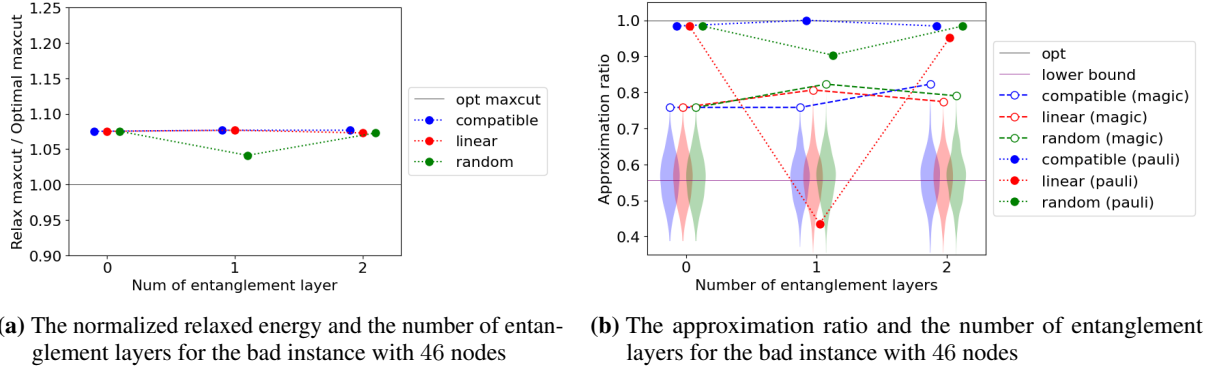 1.25
1.20
1.15
1.10
1.05
1.00
0.95
0.90
Relax maxcut / Optimal maxcut
0 1 2
Num of entanglement layer
opt maxcut
compatible
linear
random
1.0
0.9
0.8
0.7
0.6
0.5
0.4
Approximation ratio
0 1 2
Number of entanglement layers
opt
lower bound
compatible (magic)
linear (magic)
random (magic)
compatible (pauli)
linear (pauli)
random (pauli)
(a) The normalized relaxed energy and the number of entan-
glement layers for the bad instance with 46 nodes
(b) The approximation ratio and the number of entanglement
layers for the bad instance with 46 nodes